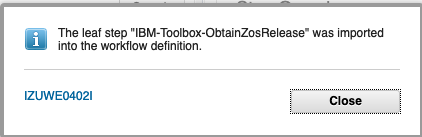 The leaf step "IBM-Toolbox-ObtainZosRelease" was imported
into the workflow definition.
IZUWE0402I
Close